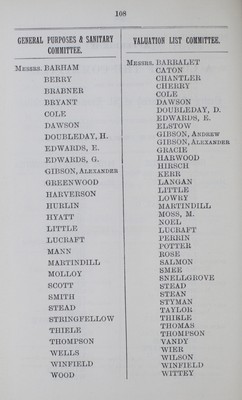 108
GENERAL PURPOSES & SANITARY
COMMITTEE.
MESSRS. BARHAM
BERRY
BRABNER
BRYANT
COLE
DAWSON
DOUBLEDAY, H.
EDWARDS, E.
EDWARDS, G.
GIBSON, ALEXANDER
GREENWOOD
HARVERSON
HUBLIN
HYATT
LITTLE
LUCRAFT
MANN
MARTINDILL
MOLLOY
SCOTT
SMITH
STEAD
STRINGFELLOW
THIELE
THOMPSON
WELLS
WINFIELD
WOOD
VALUATION LIST COMMITTEE.
MESSRS. BARRALET
CATON
CHANTLER
CHERRY
COLE
DAWSON
DOUBLEDAY, D.
EDWARDS, E.
ELSTOW
GIBSON, ANDREW
GIBSON, ALEXANDER
GRACIE
HARWOOD
HIRSCH
KERR
LANGAN
LITTLE
LOWRY
MARTINDILL
MOSS, M.
NOEL
LUCRAFT
PERRIN
POTTER
ROSE
SALMON
SMEE
SNELLGROVE
STEAD
STEAN
STYMAN
TAYLOR
THIELE
THOMAS
THOMPSON
VANDY
WIER
WILSON
WINFIELD
WITTEY